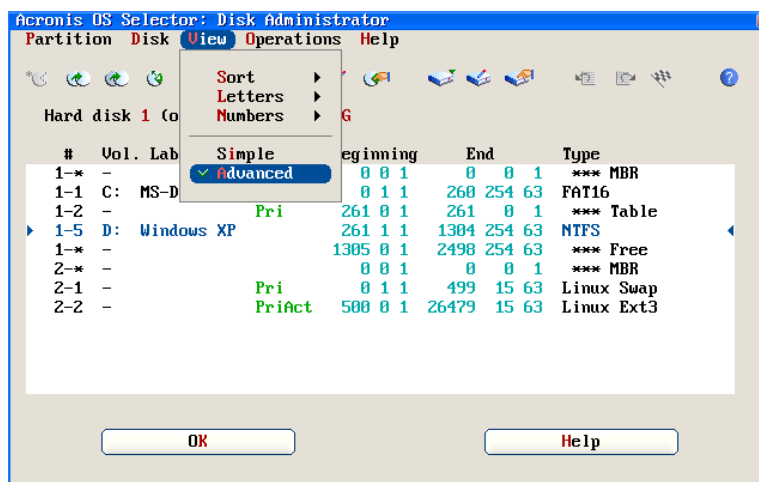 Acronis OS Selector: Disk Administrator
Partition Disk View Operations Help
Sort
Letters
Numbers
Simple
Advanced
Hard disk 1 (o G
# Vol. Lab eginning End Type
1-* - 0 0 1 0 0 1 *** MBR
1-1 C: MS-D 0 1 1 260 254 63 FAT16
1-2 - Pri 261 0 1 261 0 1 *** Table
1-5 D: Windows XP 261 1 1 1304 254 63 NTFS
1-* - 1305 0 1 2498 254 63 *** Free
2-* - 0 0 1 0 0 1 *** MBR
2-1 - Pri 0 1 1 499 15 63 Linux Swap
2-2 - PriAct 500 0 1 26479 15 63 Linux Ext3
OK Help